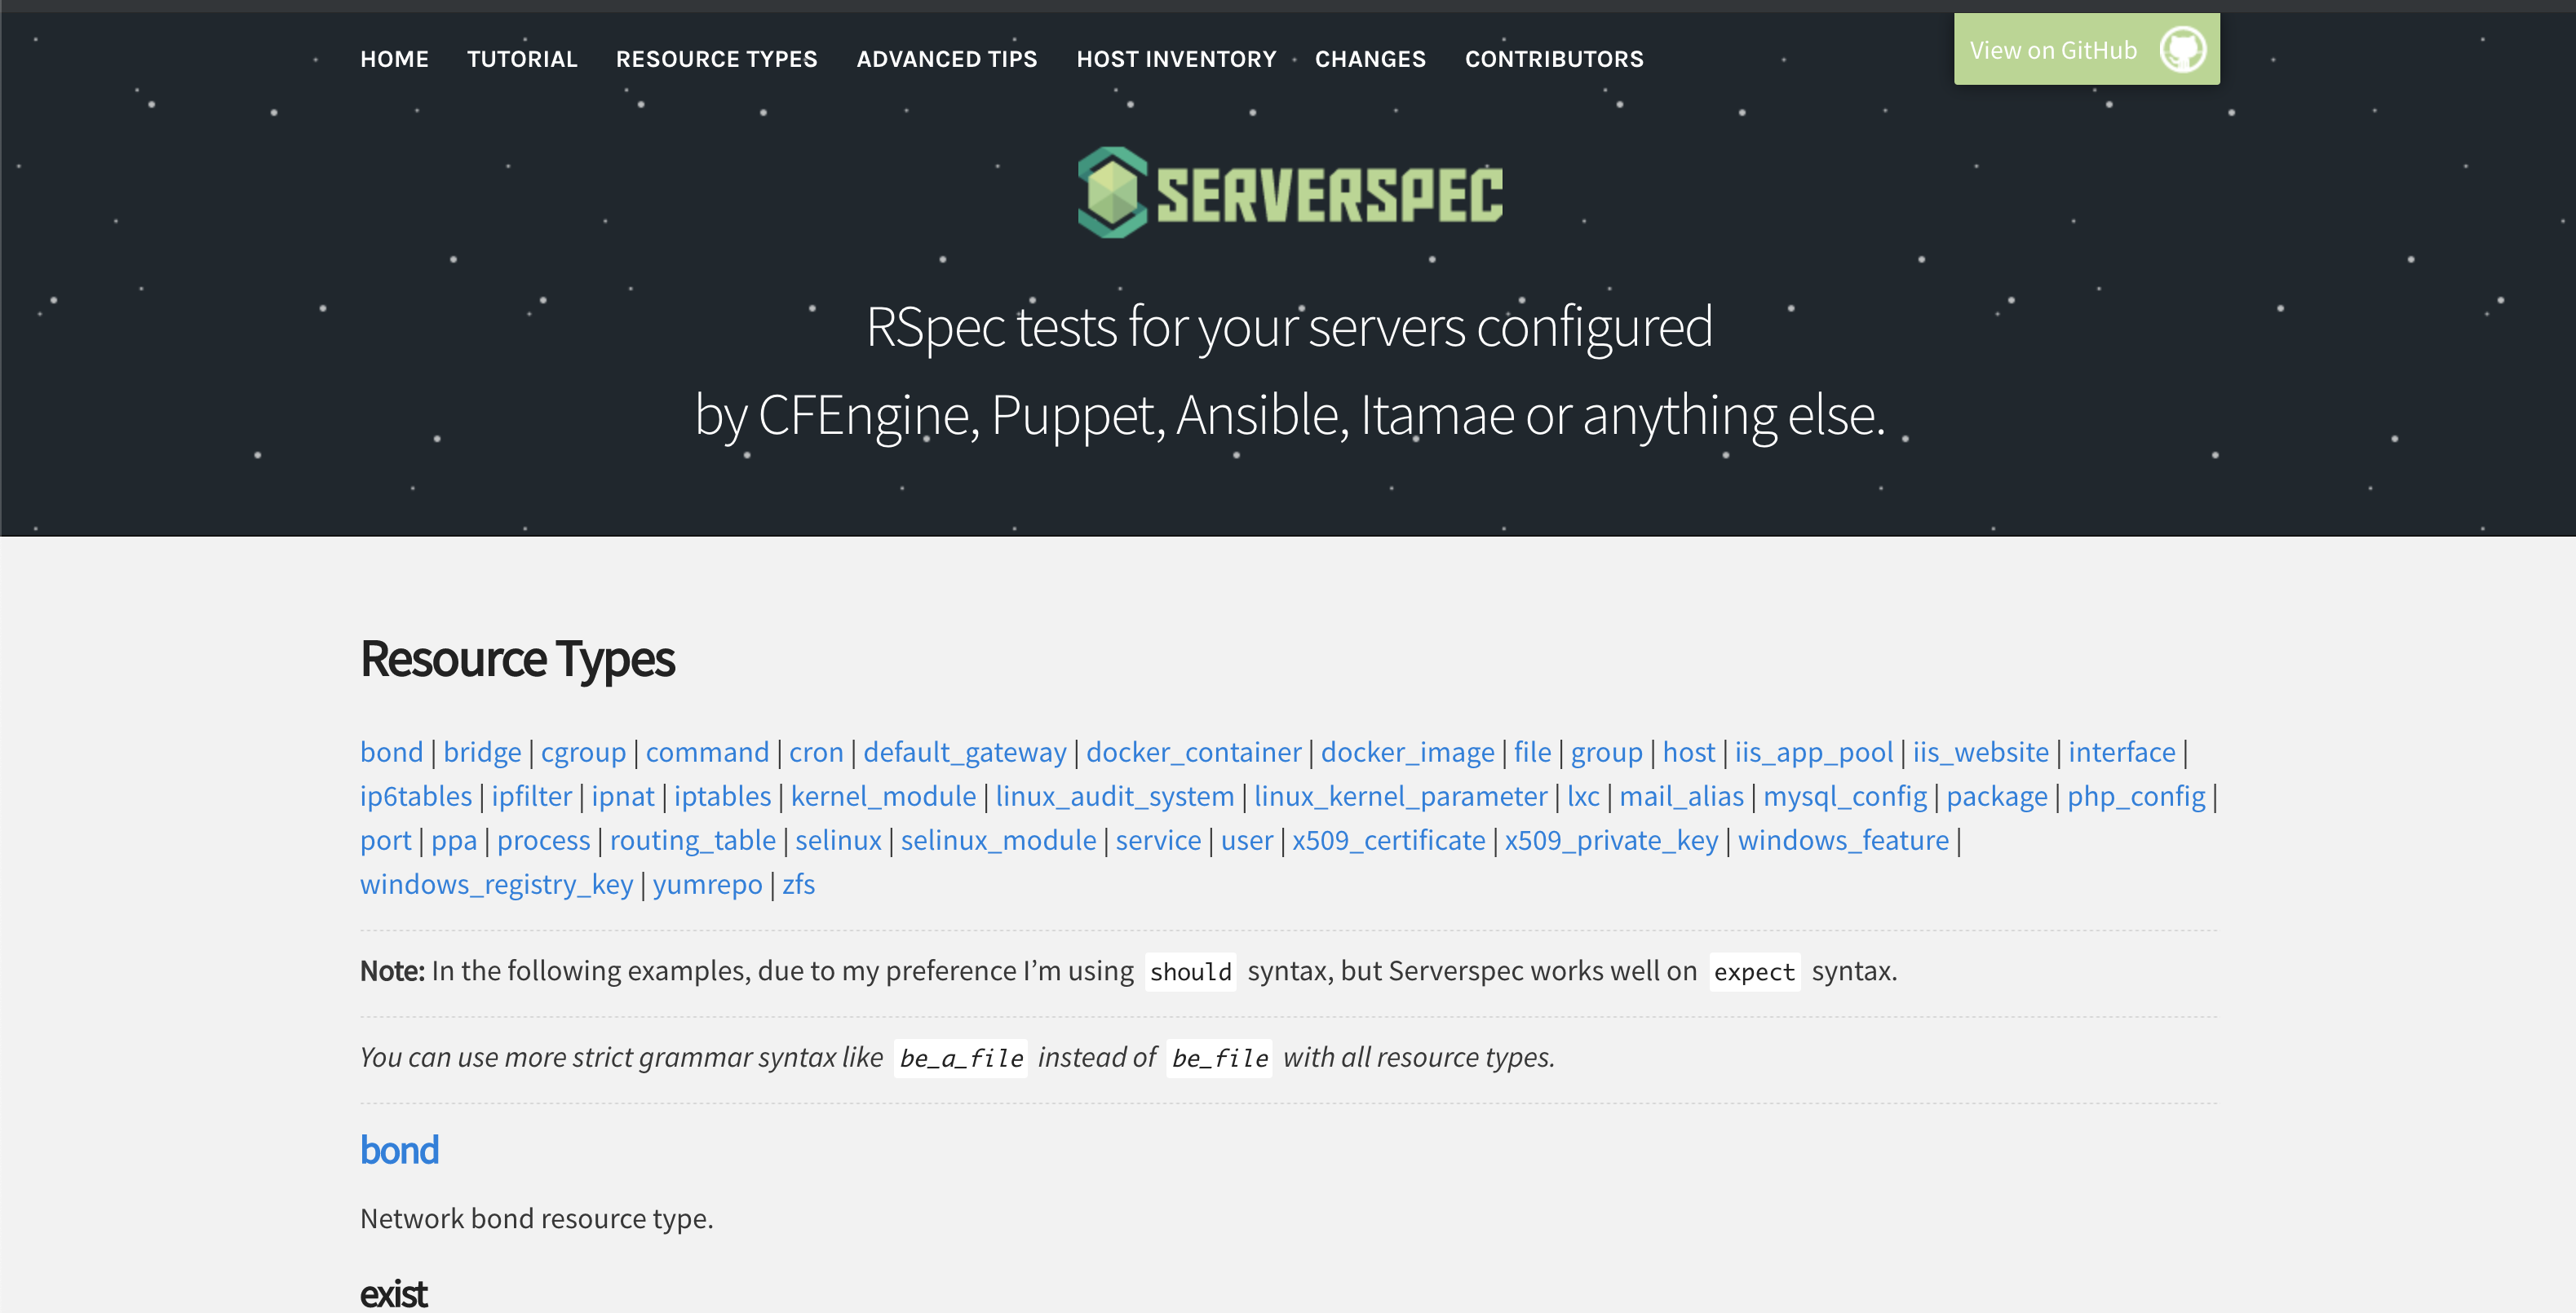 HOME TUTORIAL RESOURCE TYPES ADVANCED TIPS HOST INVENTORY CHANGES CONTRIBUTORS View on GitHub
SERVERSPEC
RSpec tests for your servers configured
by CFEngine, Puppet, Ansible, Itamae or anything else.
Resource Types
bond | bridge | cgroup | command | cron | default_gateway | docker_container | docker_image | file | group | host | iis_app_pool | iis_website | interface |
ip6tables | ipfilter | ipnat | iptables | kernel_module | linux_audit_system | linux_kernel_parameter | lxc | mail_alias | mysql_config | package | php_config |
port | ppa | process | routing_table | selinux | selinux_module | service | user | x509_certificate | x509_private_key | windows_feature |
windows_registry_key | yumrepo | zfs
Note: In the following examples, due to my preference I’m using should syntax, but Serverspec works well on expect syntax.
You can use more strict grammar syntax like be_a_file instead of be_file with all resource types.
bond
Network bond resource type.
exist